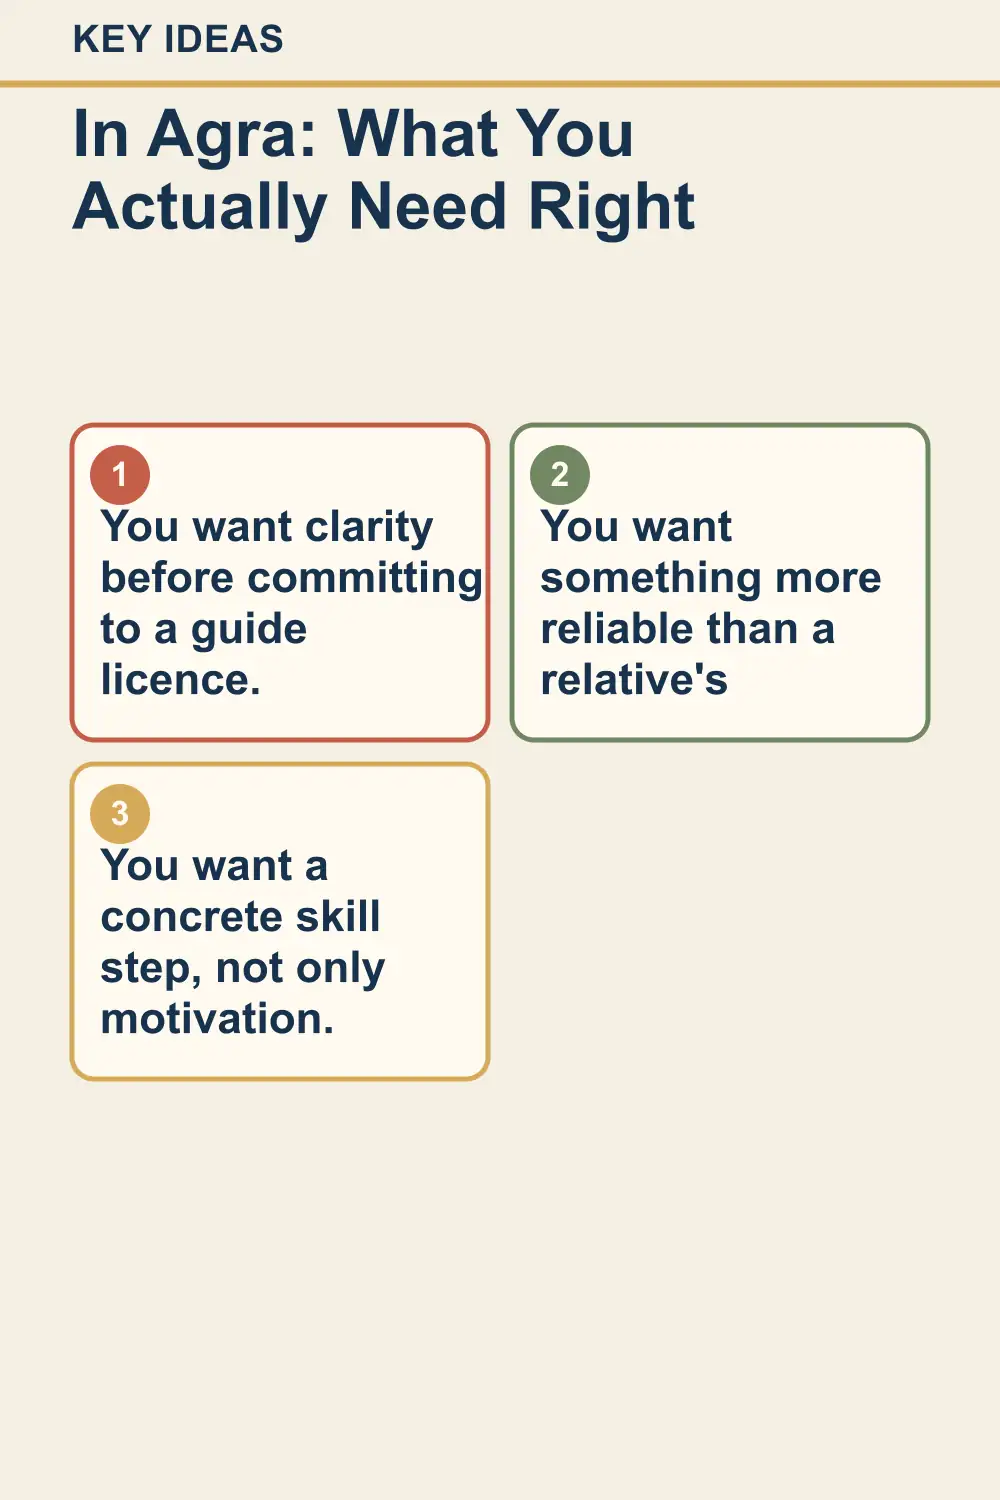 KEY IDEAS
In Agra: What You
Actually Need Right
1
You want clarity
before committing
to a guide
licence.
2
You want
something more
reliable than a
relative's
3
You want a
concrete skill
step, not only
motivation.